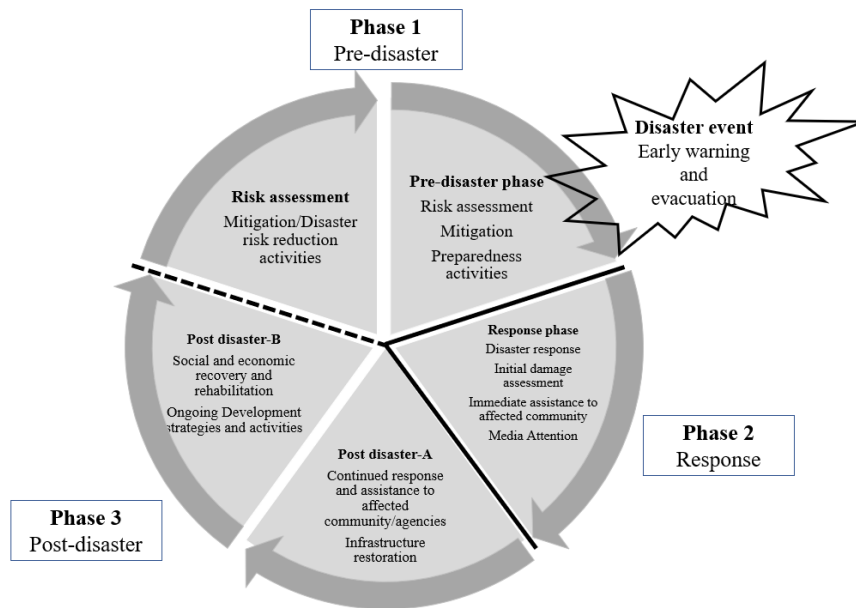 Phase 1
Pre-disaster
Disaster event
Early warning
and
evacuation
Pre-disaster phase
Risk assessment
Mitigation
Preparedness
activities
Response phase
Disaster response
Initial damage
assessment
Immediate assistance to
affected community
Media Attention
Phase 2
Response
Post disaster-A
Continued response
and assistance to
affected
community/agencies
Infrastructure
restoration
Phase 3
Post-disaster
Post disaster-B
Social and economic
recovery and
rehabilitation
Ongoing Development
strategies and activities
Risk assessment
Mitigation/Disaster
risk reduction
activities